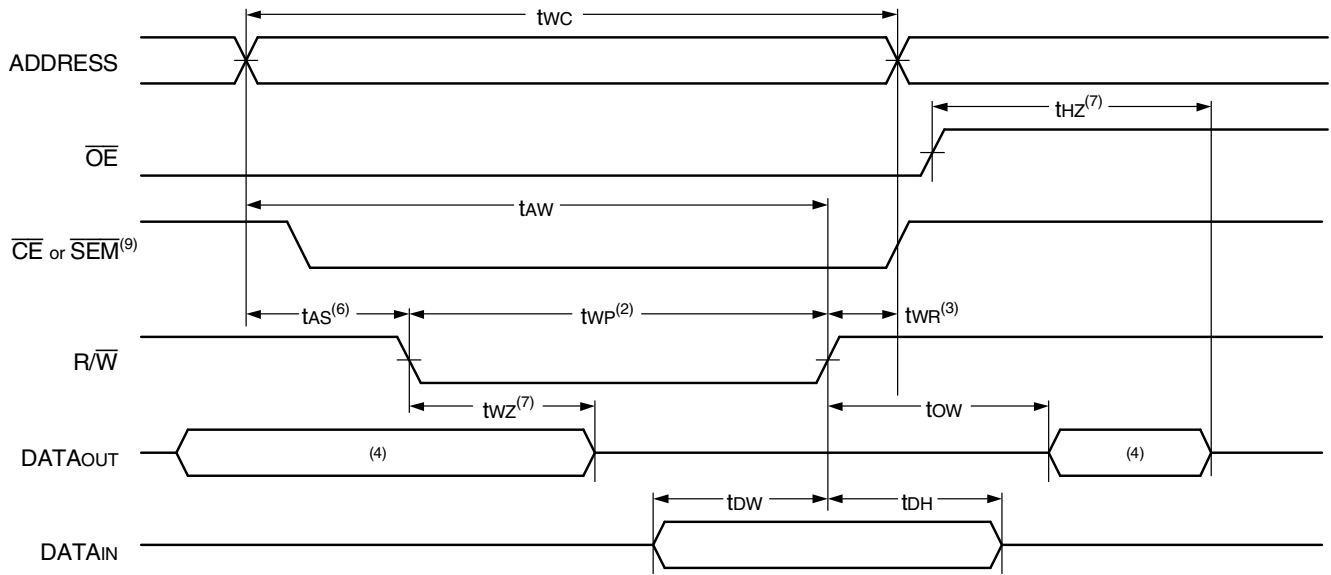 tWC
ADDRESS
tHZ(7)
OE
tAW
CE or SEM(9)
tAS(6) tWP(2) tWR(3)
R/W
tWZ(7) tOW
DATAOUT (4) (4)
tDW tDH
DATAIN